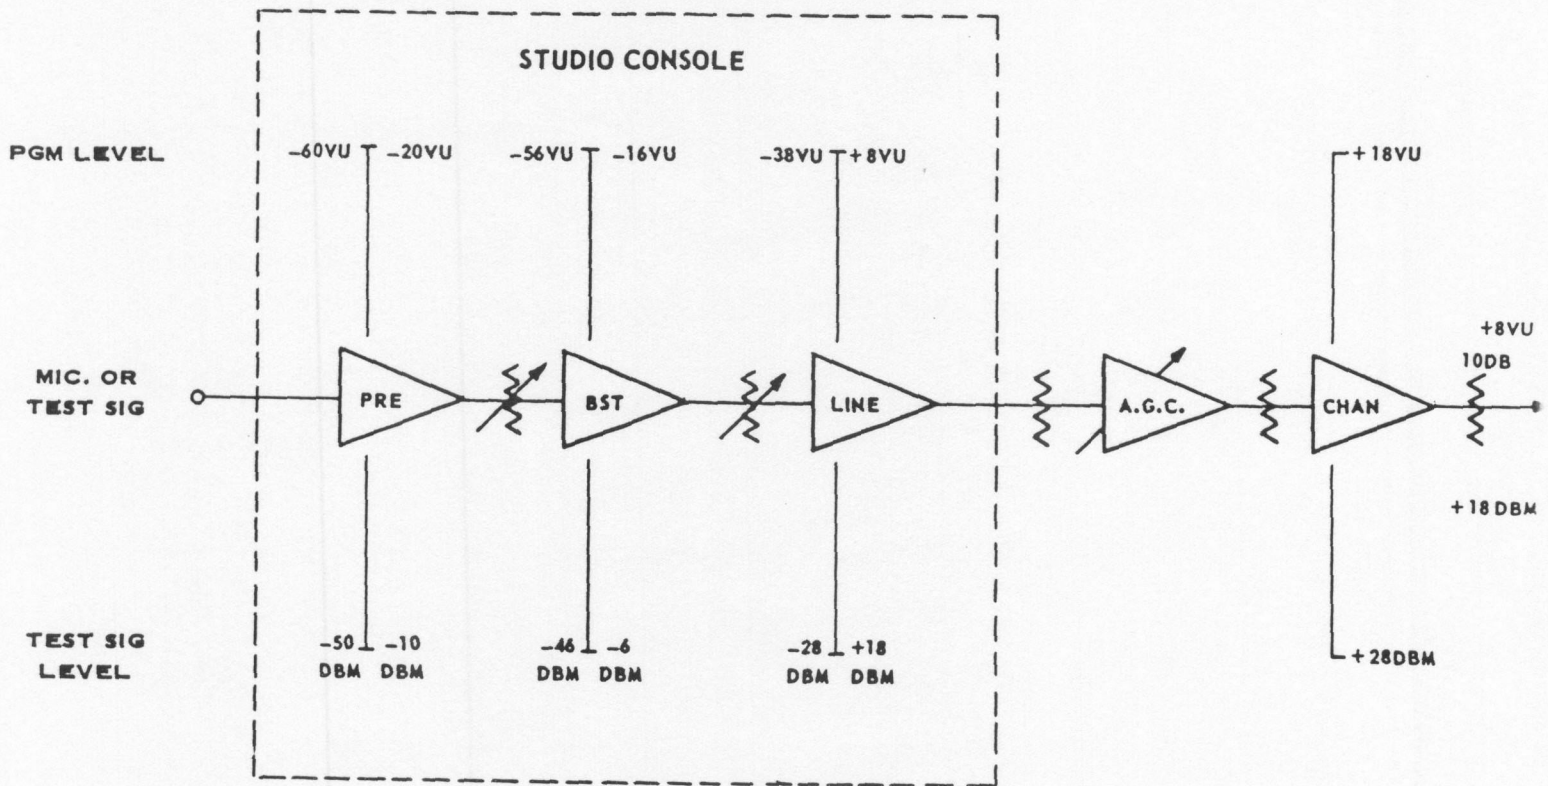 STUDIO CONSOLE
PGM LEVEL
-60VU -20VU
-56VU -16VU
-38VU +8VU
+18VU
+8VU
10DB
MIC. OR
TEST SIG
PRE
BST
LINE
A.G.C.
CHAN
+18DBM
TEST SIG
LEVEL
-50 -10
DBM DBM
-46 -6
DBM DBM
-28 +18
DBM DBM
+28DBM